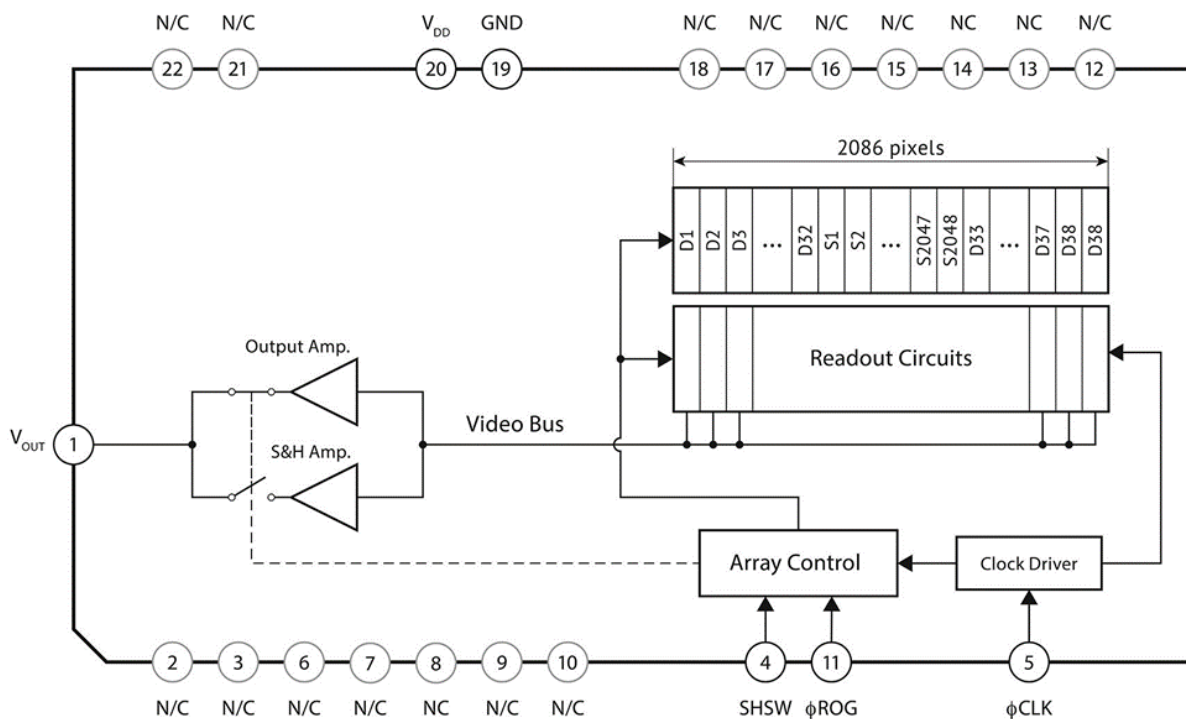 N/C N/C V_DD GND N/C N/C N/C N/C NC NC N/C
22 21 20 19 18 17 16 15 14 13 12
2086 pixels
D1 D2 D3 ... D32 S1 S2 ... S2047 S2048 D33 ... D37 D38 D38
Readout Circuits
Output Amp.
Video Bus
V_OUT 1
S&H Amp.
Array Control
Clock Driver
2 3 6 7 8 9 10 4 11 5
N/C N/C N/C N/C NC N/C N/C SHSW ϕROG ϕCLK